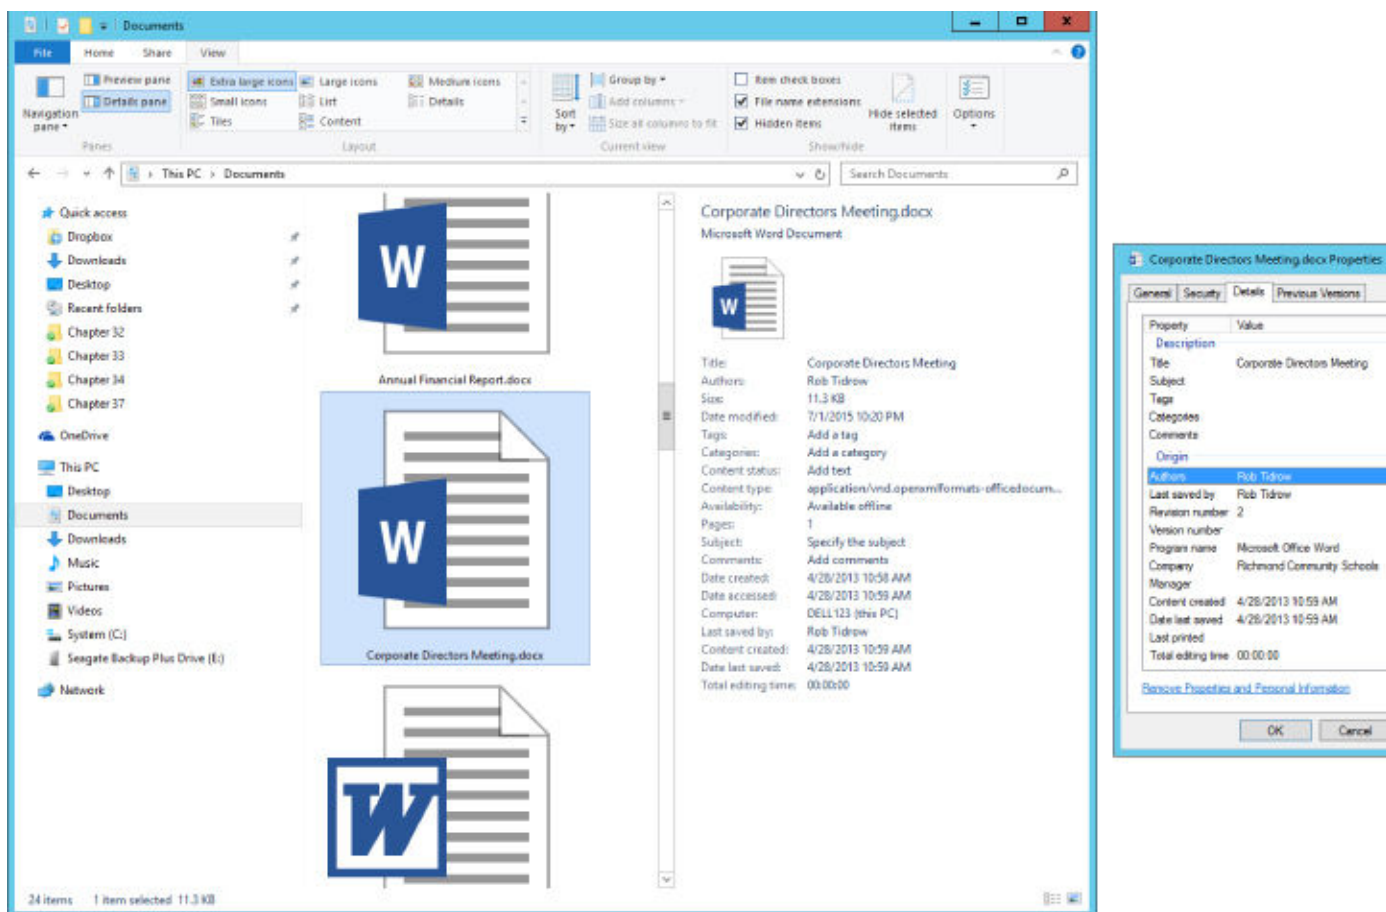 Documents
File Home Share View
Preview pane Extra large icons Large icons Medium icons Group by Item check boxes
Details pane Small icons List Details Add columns File name extensions
Navigation pane Tiles Content Sort by Size all columns to fit Hidden items Hide selected items Options
Panes Layout Current view Show/hide
This PC > Documents Search Documents
Quick access
Dropbox
Downloads
Desktop
Recent folders
Chapter 32
Chapter 33
Chapter 34
Chapter 37
OneDrive
This PC
Desktop
Documents
Downloads
Music
Pictures
Videos
System (C:)
Seagate Backup Plus Drive (E:)
Network
W
Annual Financial Report.docx
W
Corporate Directors Meeting.docx
W
Corporate Directors Meeting.docx
Microsoft Word Document
W
Title: Corporate Directors Meeting
Authors: Rob Tidrow
Size: 11.3 KB
Date modified: 7/1/2015 10:20 PM
Tags: Add a tag
Categories: Add a category
Content status: Add text
Content type: application/vnd.openxmlformats-officedocum...
Availability: Available offline
Pages: 1
Subject: Specify the subject
Comments: Add comments
Date created: 4/28/2013 10:58 AM
Date accessed: 4/28/2013 10:59 AM
Computer: DELL123 (this PC)
Last saved by: Rob Tidrow
Content created: 4/28/2013 10:59 AM
Date last saved: 4/28/2013 10:59 AM
Total editing time: 00:00:00
24 items 1 item selected 11.3 KB
Corporate Directors Meeting.docx Properties
General Security Details Previous Versions
Property Value
Description
Title Corporate Directors Meeting
Subject
Tags
Categories
Comments
Origin
Authors Rob Tidrow
Last saved by Rob Tidrow
Revision number 2
Version number
Program name Microsoft Office Word
Company Richmond Community Schools
Manager
Content created 4/28/2013 10:59 AM
Date last saved 4/28/2013 10:59 AM
Last printed
Total editing time 00:00:00
Remove Properties and Personal Information
OK Cancel